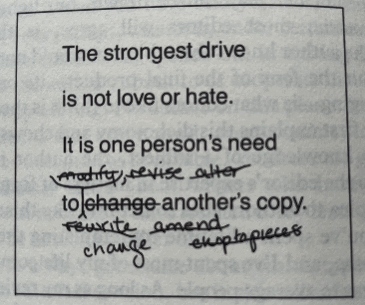 The strongest drive
is not love or hate.
It is one person's need
modify, revise alter
to change another's copy.
rewrite amend
change chop to pieces